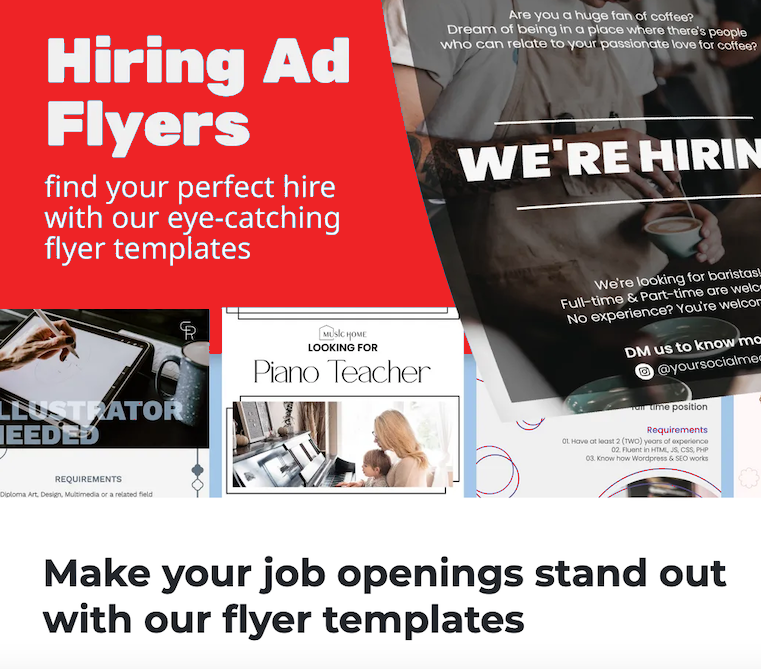 Hiring Ad
Flyers
find your perfect hire
with our eye-catching
flyer templates
Are you a huge fan of coffee?
Dream of being in a place where there's people
who can relate to your passionate love for coffee?
WE'RE HIRIN
We're looking for baristas!
Full-time & Part-time are welc
No experience? You're welcom
DM us to know mo
@yoursocialmed
CR
LLUSTRATOR
NEEDED
REQUIREMENTS
Diploma Art, Design, Multimedia or a related field
MUSIC HOME
LOOKING FOR
Piano Teacher
full time position
Requirements
01. Have at least 2 (TWO) years of experience
02. Fluent in HTML, JS, CSS, PHP
03. Know how Wordpress & SEO works
Make your job openings stand out
with our flyer templates